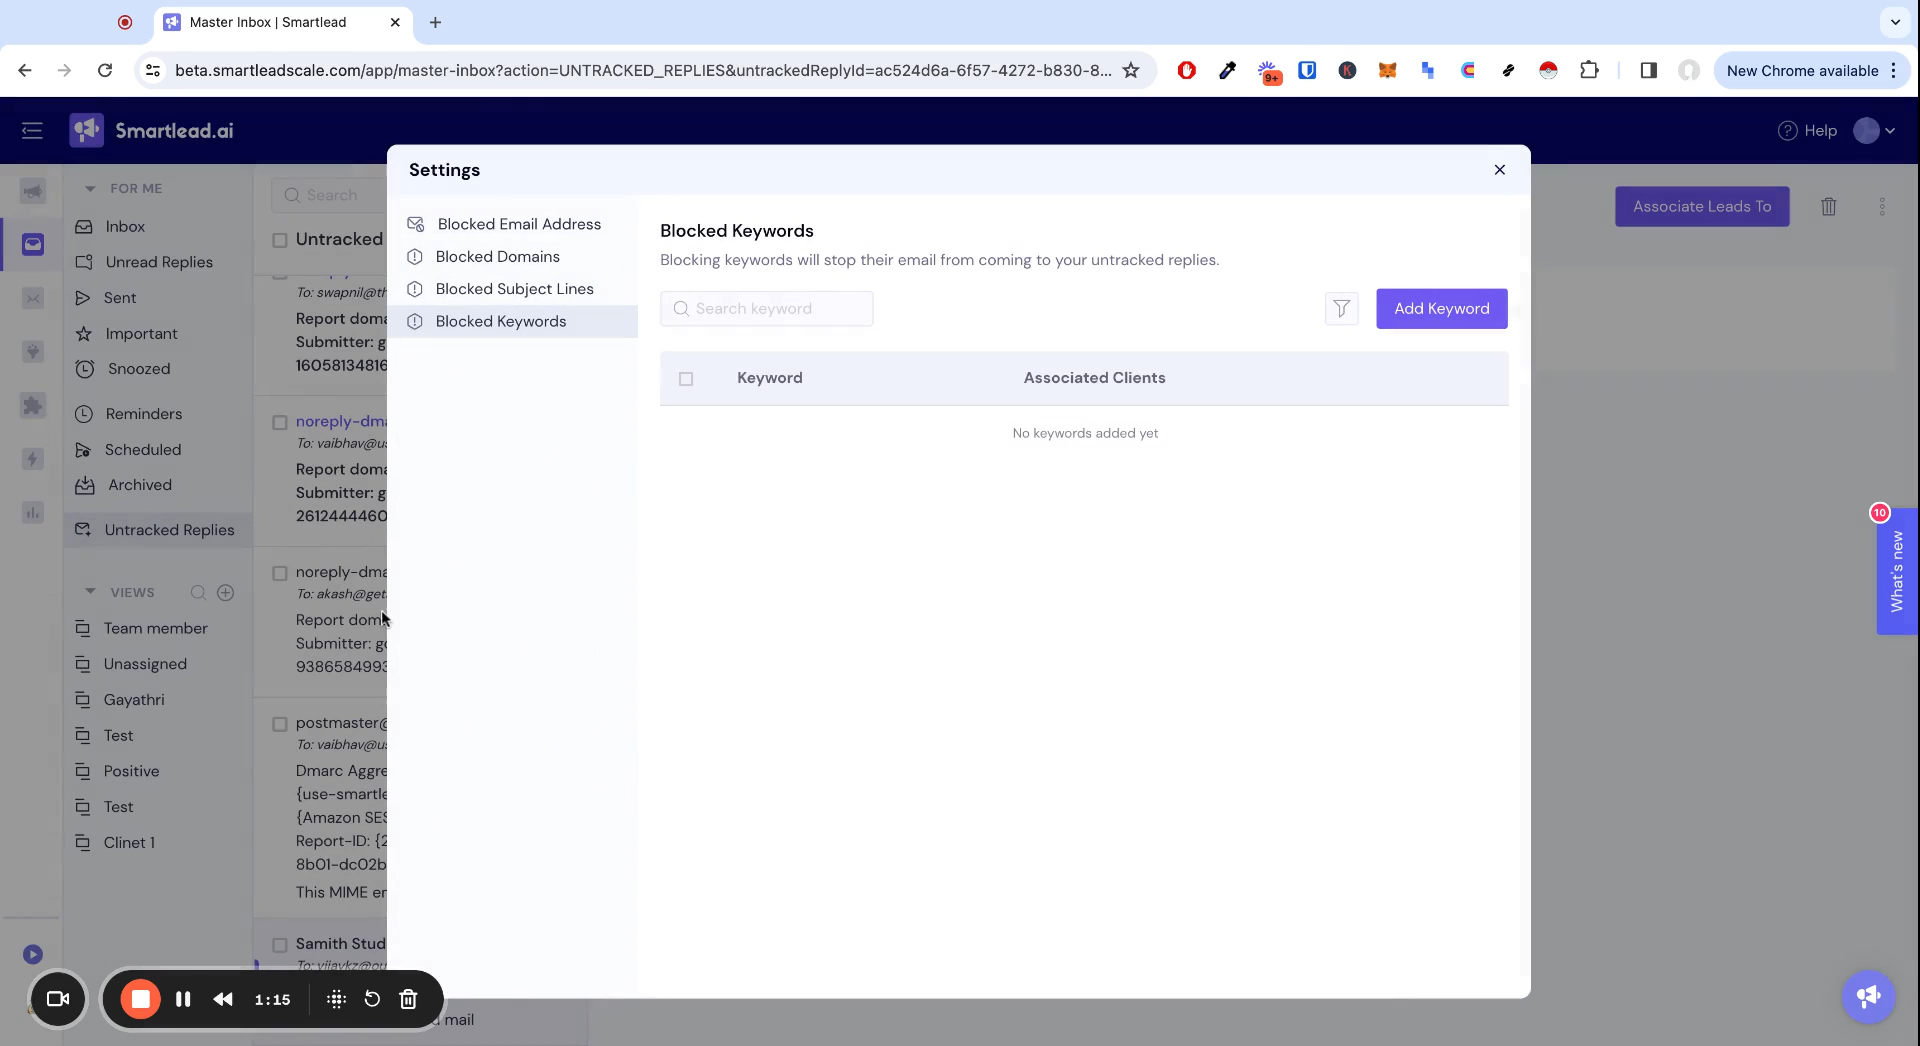 Master Inbox | Smartlead
beta.smartleadscale.com/app/master-inbox?action=UNTRACKED_REPLIES&untrackedReplyId=ac524d6a-6f57-4272-b830-8...
9+
New Chrome available
Smartlead.ai
Help
FOR ME
Inbox
Unread Replies
Sent
Important
Snoozed
Reminders
Scheduled
Archived
Untracked Replies
VIEWS
Team member
Unassigned
Gayathri
Test
Positive
Test
Clinet 1
Search
Untracked
To: swapnil@th
Report doma
Submitter: g
16058134816
noreply-dma
To: vaibhav@us
Report doma
Submitter: g
2612444460
noreply-dma
To: akash@get
Report dom
Submitter: go
9386584993
postmaster@
To: vaibhav@us
Dmarc Aggre
{use-smartle
{Amazon SES
Report-ID: {2
8b01-dc02b
This MIME en
Samith Stud
To: vijaykz@ou
mail
1:15
Settings
Blocked Email Address
Blocked Domains
Blocked Subject Lines
Blocked Keywords
Blocked Keywords
Blocking keywords will stop their email from coming to your untracked replies.
Search keyword
Add Keyword
Keyword
Associated Clients
No keywords added yet
Associate Leads To
10
What's new